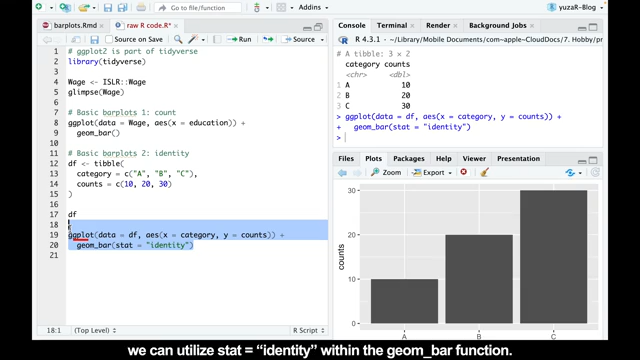 Go to file/function
Addins
barplots.Rmd
raw R code.R*
Source on Save
Run
Source
1 # ggplot2 is part of tidyverse
2 library(tidyverse)
3
4 Wage <- ISLR::Wage
5 glimpse(Wage)
6
7 # Basic barplots 1: count
8 ggplot(data = Wage, aes(x = education)) +
9 geom_bar()
10
11 # Basic barplots 2: identity
12 df <- tibble(
13 category = c("A", "B", "C"),
14 counts = c(10, 20, 30)
15 )
16
17 df
18
19 ggplot(data = df, aes(x = category, y = counts)) +
20 geom_bar(stat = "identity")
21
18:1 (Top Level) R Script
yuzaR-Blog
Console Terminal Render Background Jobs
R 4.3.1 · ~/Library/Mobile Documents/com~apple~CloudDocs/7. Hobby/
# A tibble: 3 × 2
category counts
<chr> <dbl>
1 A 10
2 B 20
3 C 30
> ggplot(data = df, aes(x = category, y = counts)) +
+ geom_bar(stat = "identity")
>
Files Plots Packages Help Viewer Presentation
Zoom Export
30
20
10
0
counts
A B C
we can utilize stat = “identity” within the geom_bar function.